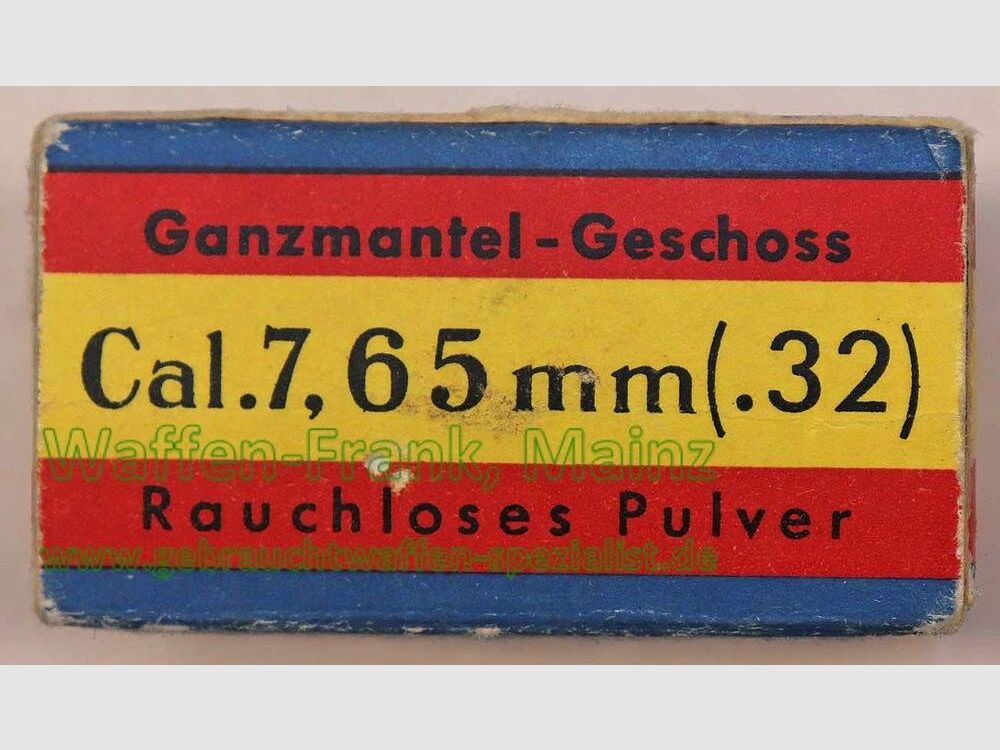 Ganzmantel-Geschoss
Cal.7,65mm(.32)
Waffen-Frank, Mainz
Rauchloses Pulver
www.gebrauchtwaffen-spezialist.de